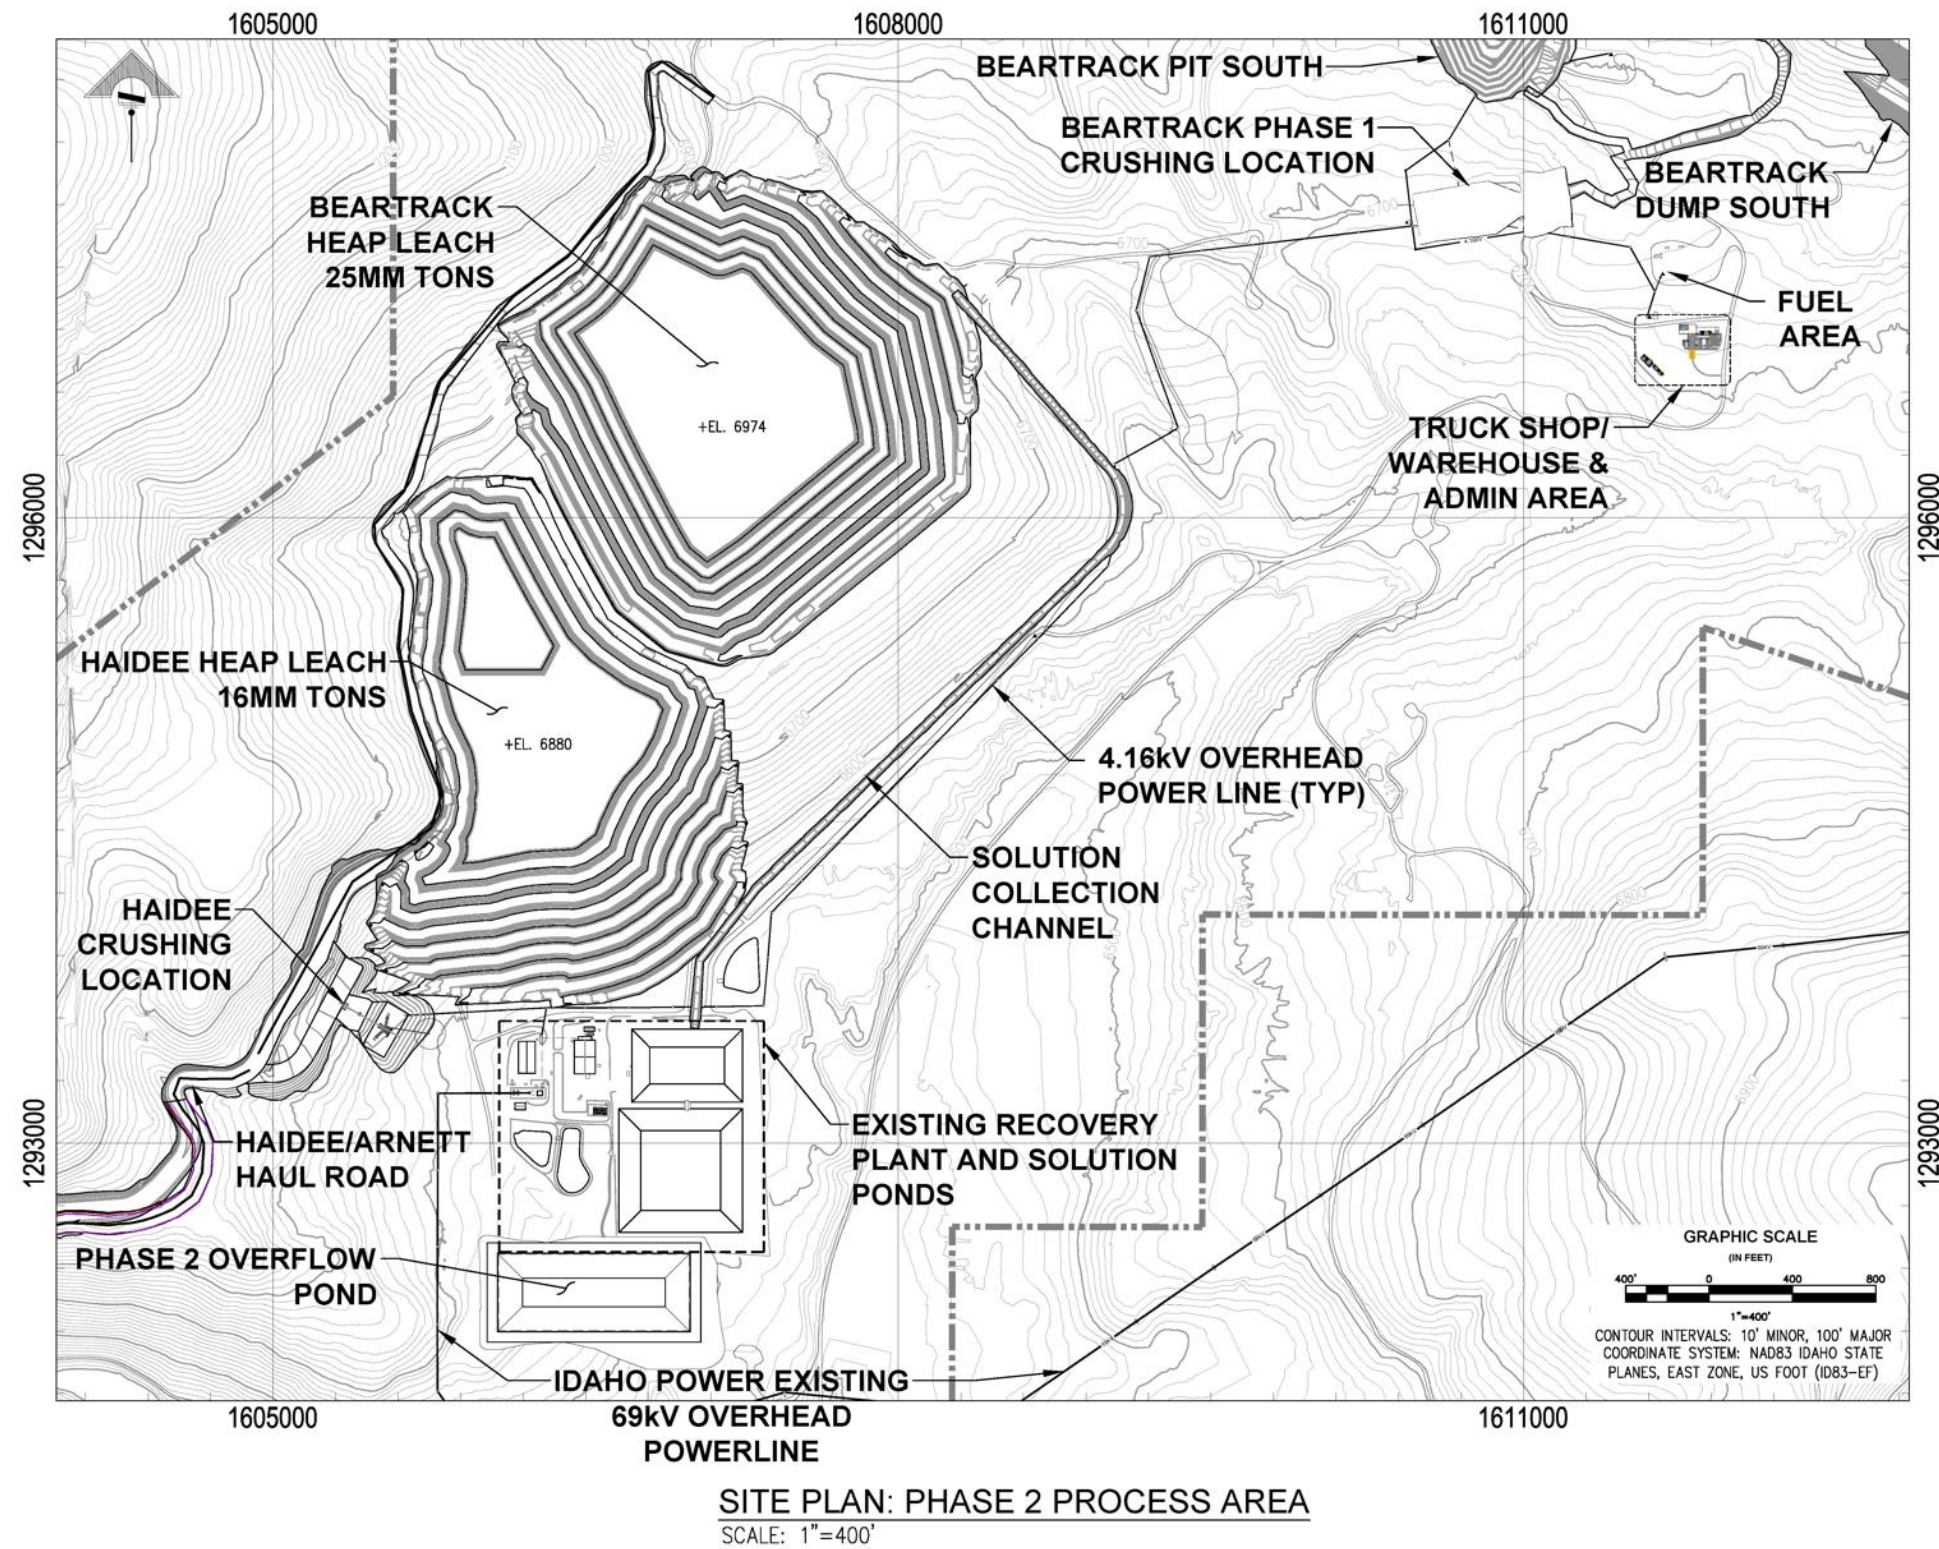 1605000
1608000
1611000
BEARTRACK PIT SOUTH
BEARTRACK PHASE 1
CRUSHING LOCATION
BEARTRACK
DUMP SOUTH
BEARTRACK
HEAP LEACH
25MM TONS
6700
6700
4.16kV
FUEL
AREA
+EL. 6974
TRUCK SHOP/
WAREHOUSE &
ADMIN AREA
1296000
1296000
HAIDEE HEAP LEACH
16MM TONS
+EL. 6880
4.16kV OVERHEAD
POWER LINE (TYP)
SOLUTION
COLLECTION
CHANNEL
HAIDEE
CRUSHING
LOCATION
69kV
1293000
1293000
HAIDEE/ARNETT
HAUL ROAD
EXISTING RECOVERY
PLANT AND SOLUTION
PONDS
PHASE 2 OVERFLOW
POND
GRAPHIC SCALE
(IN FEET)
400' 0 400 800
1"=400'
CONTOUR INTERVALS: 10' MINOR, 100' MAJOR
COORDINATE SYSTEM: NAD83 IDAHO STATE
PLANES, EAST ZONE, US FOOT (ID83-EF)
IDAHO POWER EXISTING
69kV OVERHEAD
POWERLINE
1605000
1611000
SITE PLAN: PHASE 2 PROCESS AREA
SCALE: 1"=400'